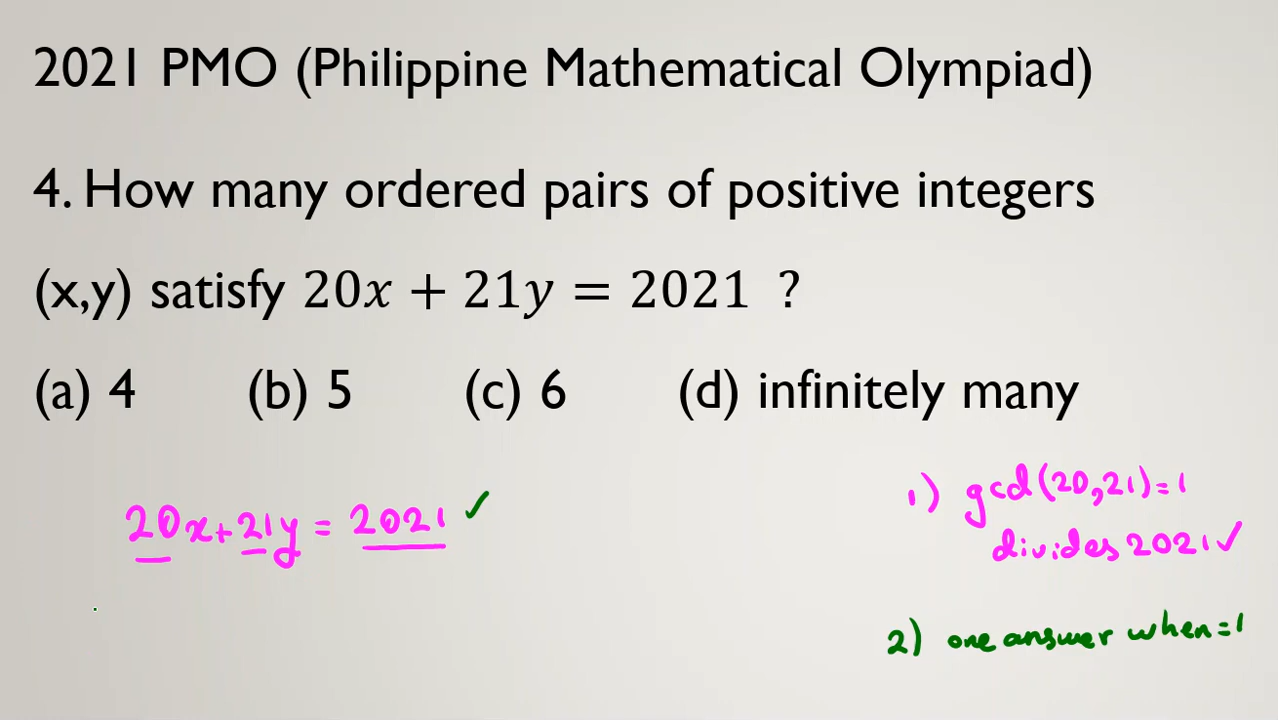 2021 PMO (Philippine Mathematical Olympiad)
4. How many ordered pairs of positive integers
(x,y) satisfy 20x + 21y = 2021 ?
(a) 4 (b) 5 (c) 6 (d) infinitely many
20x+21y = 2021 ✓
1) gcd(20,21)=1
divides 2021 ✓
2) one answer when=1